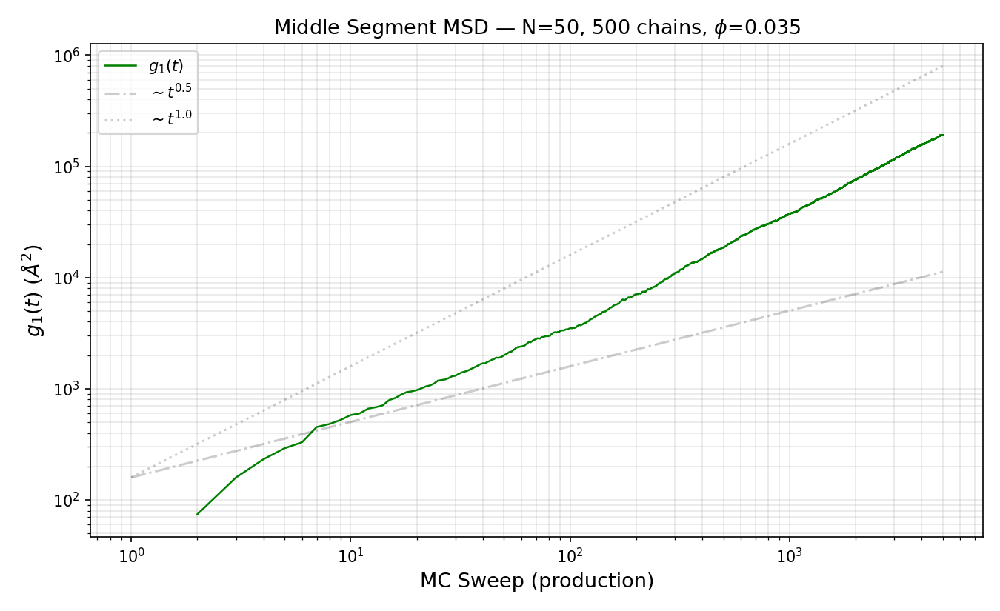 Middle Segment MSD — N=50, 500 chains, ϕ=0.035
g₁(t)
~ t^0.5
~ t^1.0
10⁶
10⁵
10⁴
10³
10²
g₁(t) (Å²)
10⁰ 10¹ 10² 10³
MC Sweep (production)